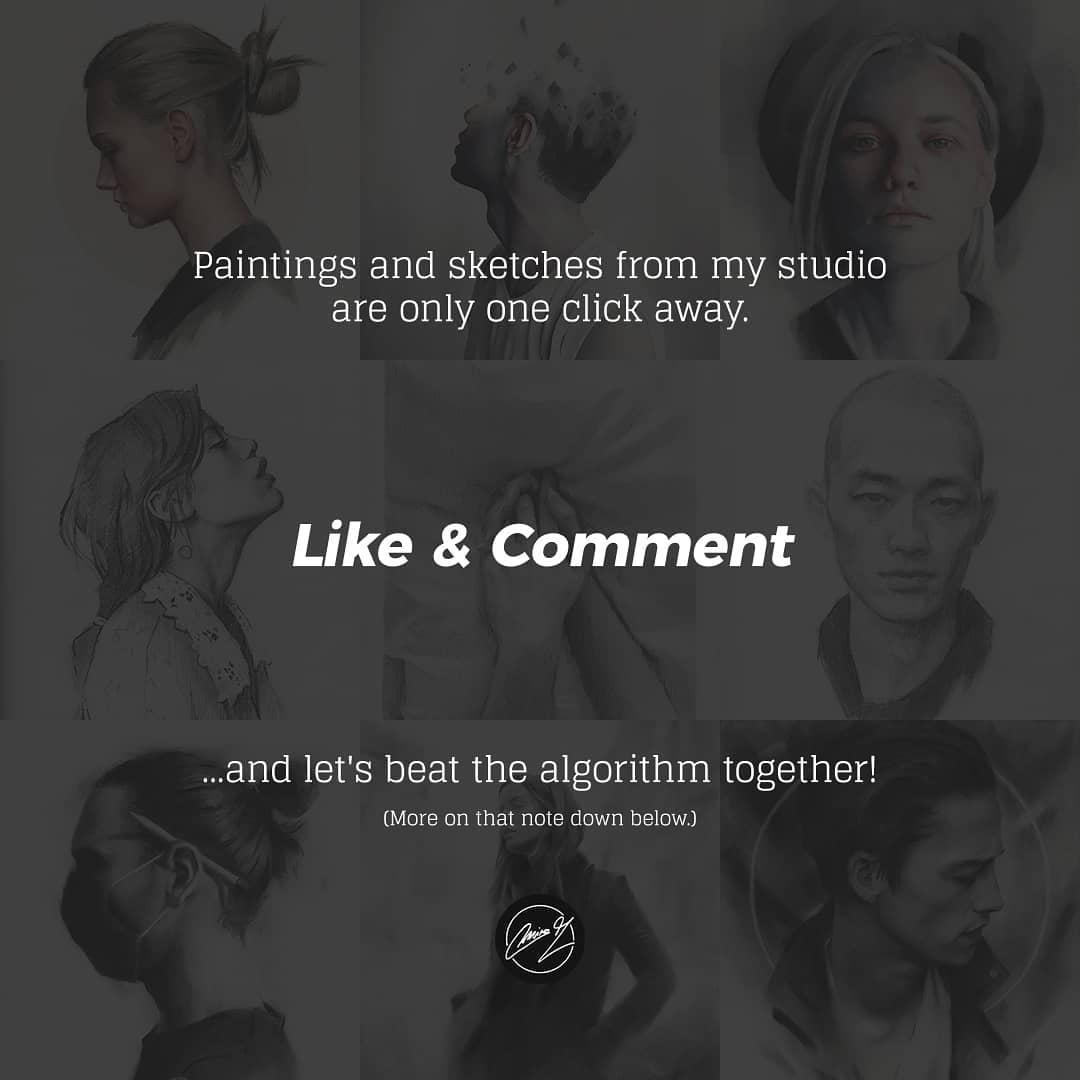 Paintings and sketches from my studio
are only one click away.
Like & Comment
...and let's beat the algorithm together!
(More on that note down below.)